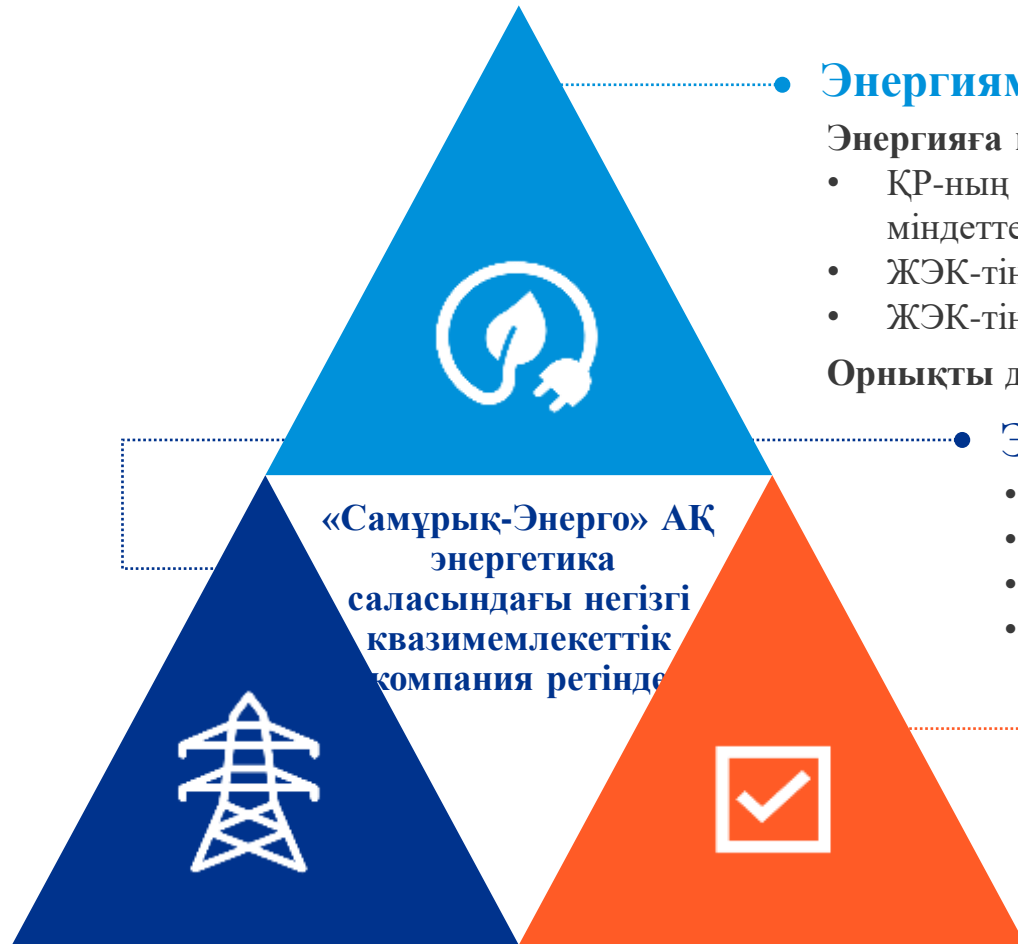 Энергиям
Энергияға
• ҚР-ның
міндетте
• ЖЭК-тің
• ЖЭК-тің
Орнықты
«Самұрық-Энерго» АҚ
энергетика
саласындағы негізгі
квазимемлекеттік
компания ретінде